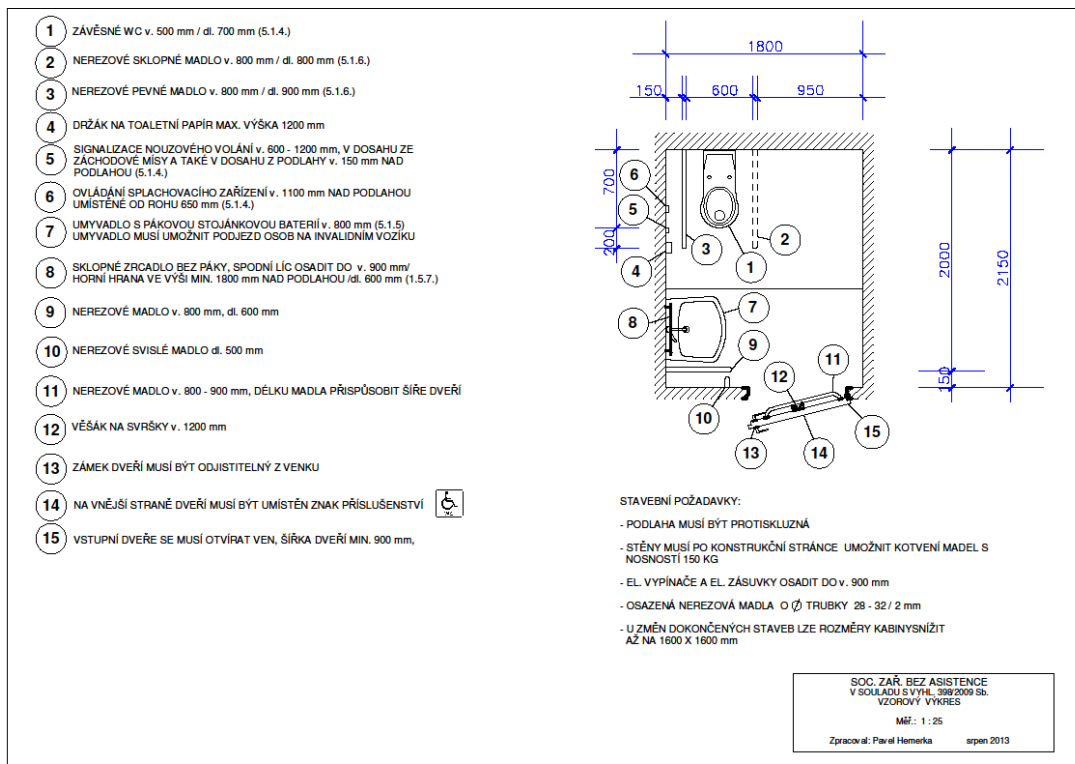 1 ZÁVĚSNÉ WC v. 500 mm / dl. 700 mm (5.1.4.)
2 NEREZOVÉ SKLOPNÉ MADLO v. 800 mm / dl. 800 mm (5.1.6.)
3 NEREZOVÉ PEVNÉ MADLO v. 800 mm / dl. 900 mm (5.1.6.)
4 DRŽÁK NA TOALETNÍ PAPÍR MAX. VÝŠKA 1200 mm
5 SIGNALIZACE NOUZOVÉHO VOLÁNÍ v. 600 - 1200 mm, V DOSAHU ZE
ZÁCHODOVÉ MÍSY A TAKÉ V DOSAHU Z PODLAHY v. 150 mm NAD
PODLAHOU (5.1.4.)
6 OVLÁDÁNÍ SPLACHOVACÍHO ZAŘÍZENÍ v. 1100 mm NAD PODLAHOU
UMÍSTĚNÉ OD ROHU 650 mm (5.1.4.)
7 UMYVADLO S PÁKOVOU STOJÁNKOVOU BATERIÍ v. 800 mm (5.1.5)
UMYVADLO MUSÍ UMOŽNIT PODJEZD OSOB NA INVALIDNÍM VOZÍKU
8 SKLOPNÉ ZRCADLO BEZ PÁKY, SPODNÍ LÍC OSADIT DO v. 900 mm/
HORNÍ HRANA VE VÝŠI MIN. 1800 mm NAD PODLAHOU /dl. 600 mm (1.5.7.)
9 NEREZOVÉ MADLO v. 800 mm, dl. 600 mm
10 NEREZOVÉ SVISLÉ MADLO dl. 500 mm
11 NEREZOVÉ MADLO v. 800 - 900 mm, DÉLKU MADLA PŘISPŮSOBIT ŠÍŘE DVEŘÍ
12 VĚŠÁK NA SVRŠKY v. 1200 mm
13 ZÁMEK DVEŘÍ MUSÍ BÝT ODJISTITELNÝ Z VENKU
14 NA VNĚJŠÍ STRANĚ DVEŘÍ MUSÍ BÝT UMÍSTĚN ZNAK PŘÍSLUŠENSTVÍ
15 VSTUPNÍ DVEŘE SE MUSÍ OTVÍRAT VEN, ŠÍŘKA DVEŘÍ MIN. 900 mm,
1800
150 600 950
700
200
2000
2150
150
6
5
4
3
1
2
8
7
9
12
11
10
13
14
15
STAVEBNÍ POŽADAVKY:
- PODLAHA MUSÍ BÝT PROTISKLUZNÁ
- STĚNY MUSÍ PO KONSTRUKČNÍ STRÁNCE UMOŽNIT KOTVENÍ MADEL S
NOSNOSTÍ 150 KG
- EL. VYPÍNAČE A EL. ZÁSUVKY OSADIT DO v. 900 mm
- OSAZENÁ NEREZOVÁ MADLA O ∅ TRUBKY 28 - 32 / 2 mm
- U ZMĚN DOKONČENÝCH STAVEB LZE ROZMĚRY KABINYSNÍŽIT
AŽ NA 1600 X 1600 mm
SOC. ZAŘ. BEZ ASISTENCE
V SOULADU S VYHL. 398/2009 Sb.
VZOROVÝ VÝKRES
Měř.: 1 : 25
Zpracoval: Pavel Hemerka srpen 2013